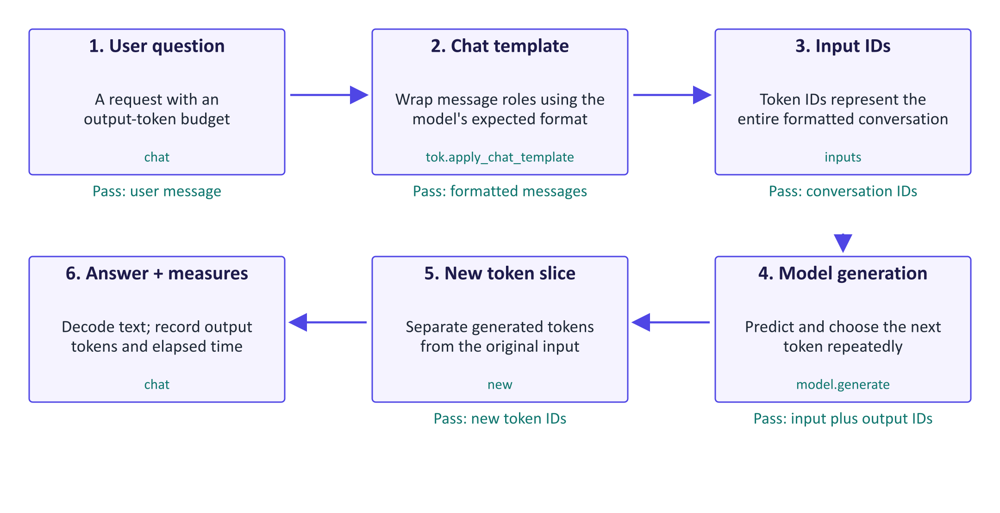 1. User question
A request with an
output-token budget
chat
Pass: user message
2. Chat template
Wrap message roles using the
model's expected format
tok.apply_chat_template
Pass: formatted messages
3. Input IDs
Token IDs represent the
entire formatted conversation
inputs
Pass: conversation IDs
4. Model generation
Predict and choose the next
token repeatedly
model.generate
Pass: input plus output IDs
5. New token slice
Separate generated tokens
from the original input
new
Pass: new token IDs
6. Answer + measures
Decode text; record output
tokens and elapsed time
chat